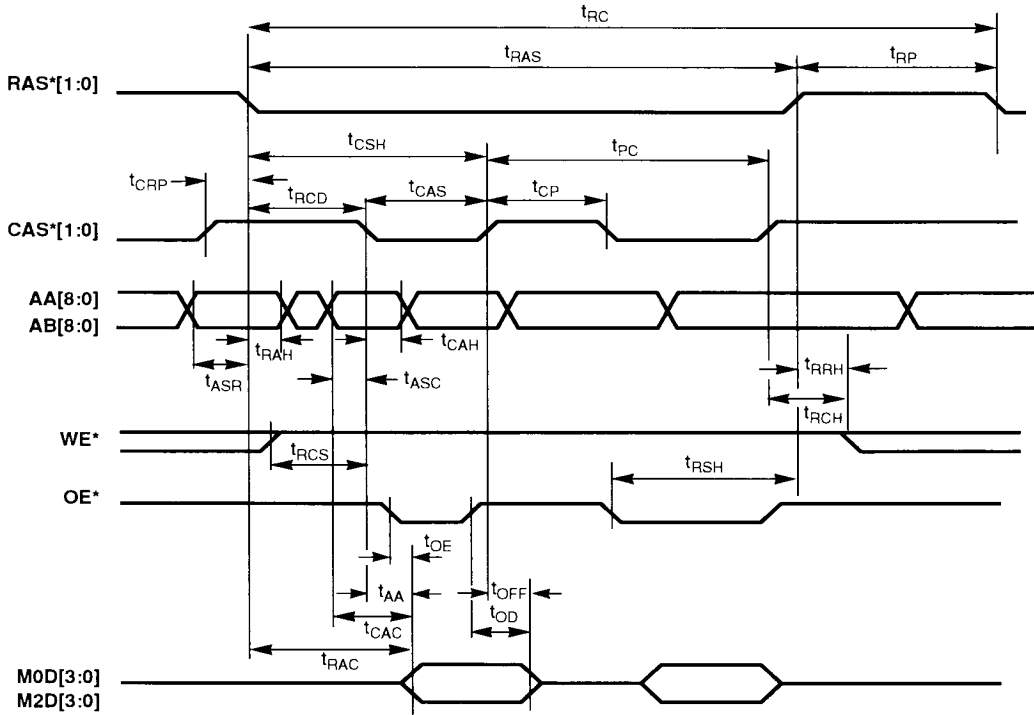 tRC
tRAS
tRP
RAS*[1:0]
tCSH
tPC
tCRP
tRCD
tCAS
tCP
CAS*[1:0]
AA[8:0]
AB[8:0]
tRAH
tCAH
tASR
tASC
tRRH
tRCH
WE*
tRCS
tRSH
OE*
tOE
tAA
tOFF
tOD
tCAC
tRAC
M0D[3:0]
M2D[3:0]